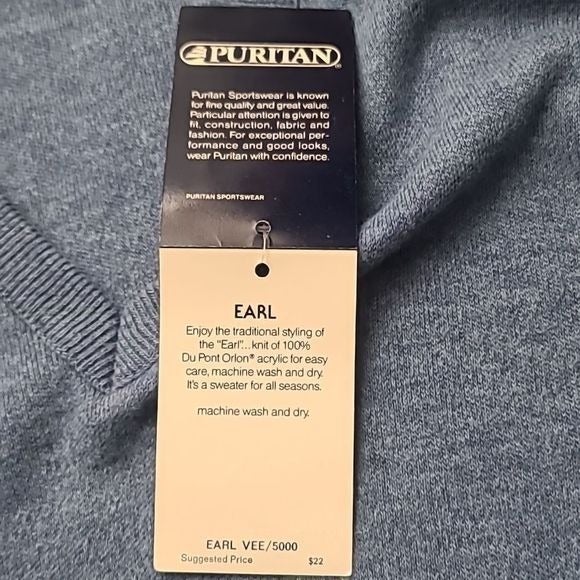 PURITAN®
Puritan Sportswear is known
for fine quality and great value.
Particular attention is given to
fit, construction, fabric and
fashion. For exceptional per-
formance and good looks,
wear Puritan with confidence.
PURITAN SPORTSWEAR
EARL
Enjoy the traditional styling of
the "Earl"... knit of 100%
Du Pont Orlon® acrylic for easy
care, machine wash and dry.
It's a sweater for all seasons.
machine wash and dry.
EARL VEE/5000
Suggested Price $22